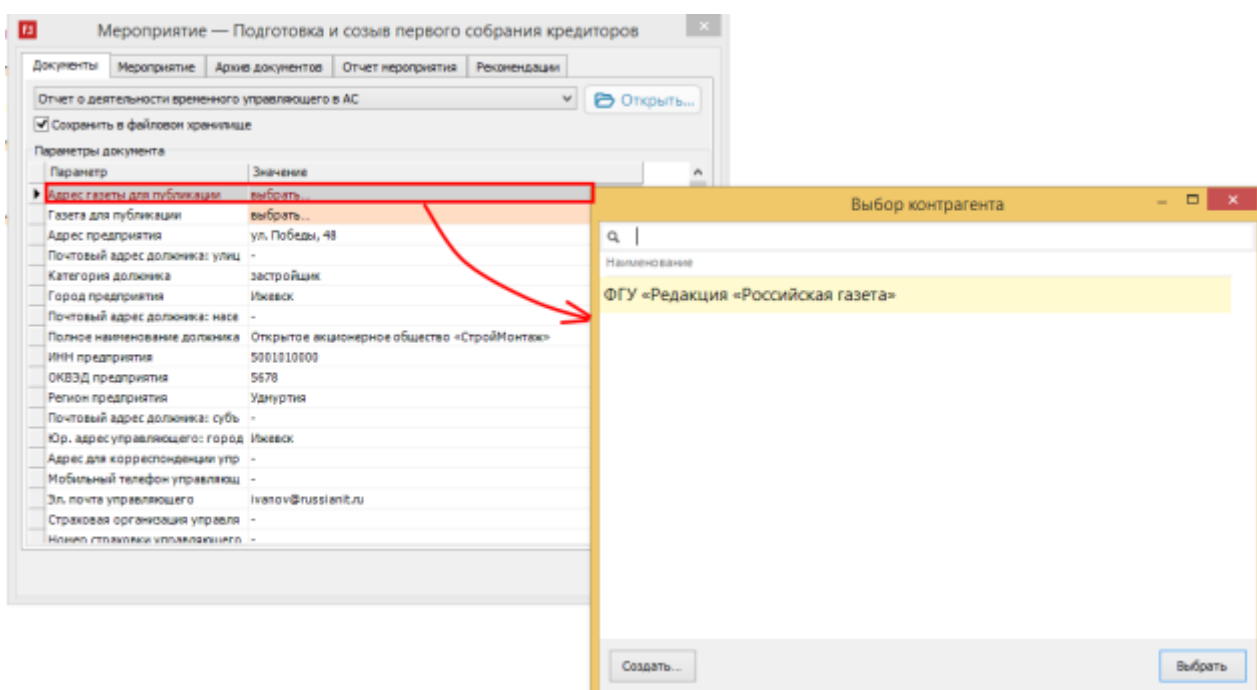 Мероприятие — Подготовка и созыв первого собрания кредиторов
Документы Мероприятие Архив документов Отчет мероприятия Рекомендации
Отчет о деятельности временного управляющего в АС Открыть...
Сохранить в файловом хранилище
Параметры документа
Параметр Значение
Адрес газеты для публикации выбрать...
Газета для публикации выбрать...
Адрес предприятия ул. Победы, 48
Почтовый адрес должника: улиц -
Категория должника застройщик
Город предприятия Ижевск
Почтовый адрес должника: насе -
Полное наименование должника Открытое акционерное общество «СтройМонтаж»
ИНН предприятия 5001010000
ОКВЭД предприятия 5678
Регион предприятия Удмуртия
Почтовый адрес должника: субъ -
Юр. адрес управляющего: город Ижевск
Адрес для корреспонденции упр -
Мобильный телефон управляющ -
Эл. почта управляющего ivanov@russianit.ru
Страховая организация управля -
Номер страховки управляющего -
Выбор контрагента
Наименование
ФГУ «Редакция «Российская газета»
Создать... Выбрать